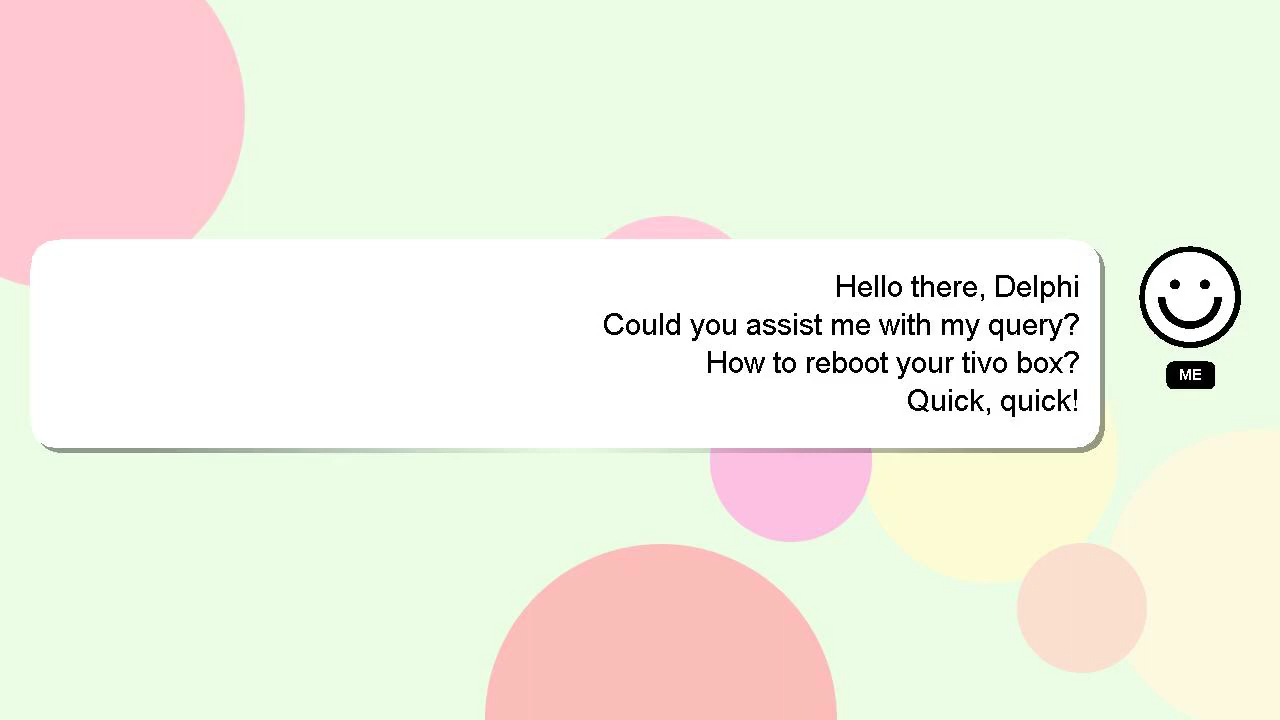 Hello there, Delphi
Could you assist me with my query?
How to reboot your tivo box?
Quick, quick!
ME